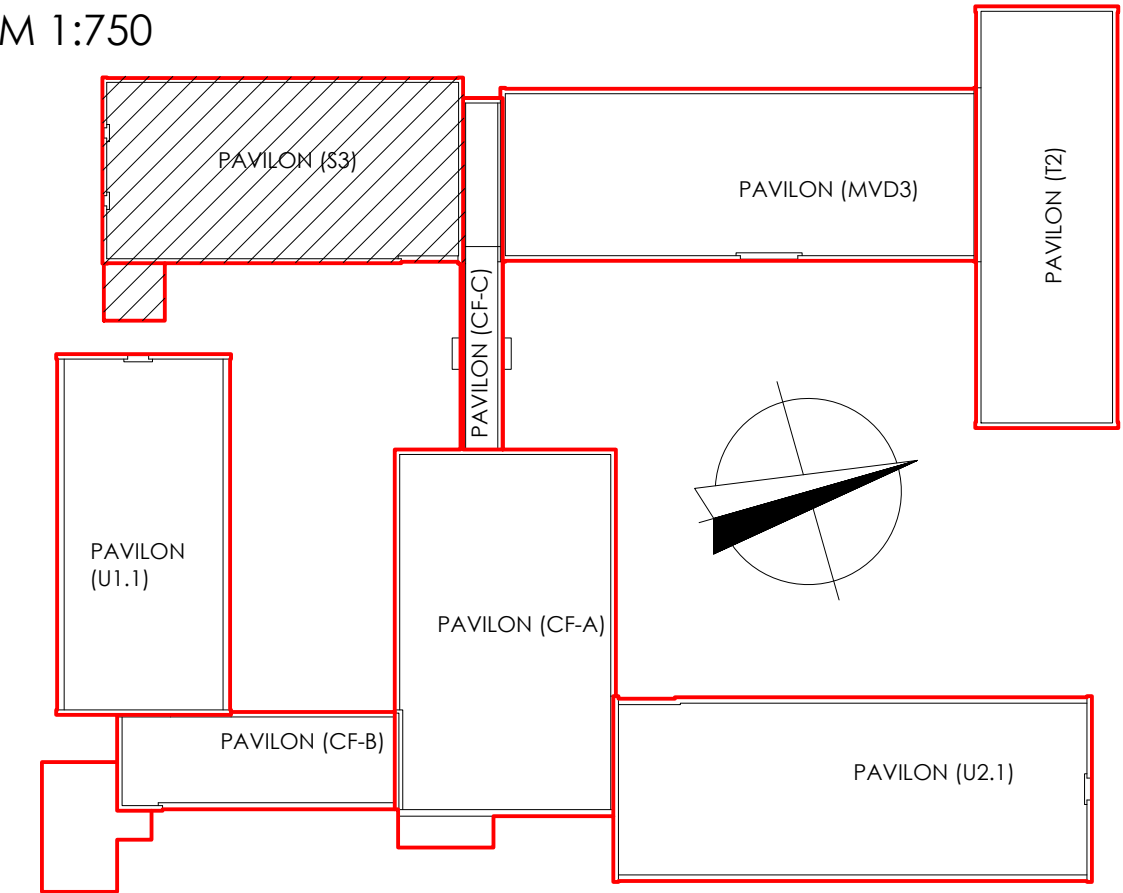 M 1:750
PAVILON (S3)
PAVILON (MVD3)
PAVILON (T2)
PAVILON (CF-C)
PAVILON
(U1.1)
PAVILON (CF-A)
PAVILON (CF-B)
PAVILON (U2.1)